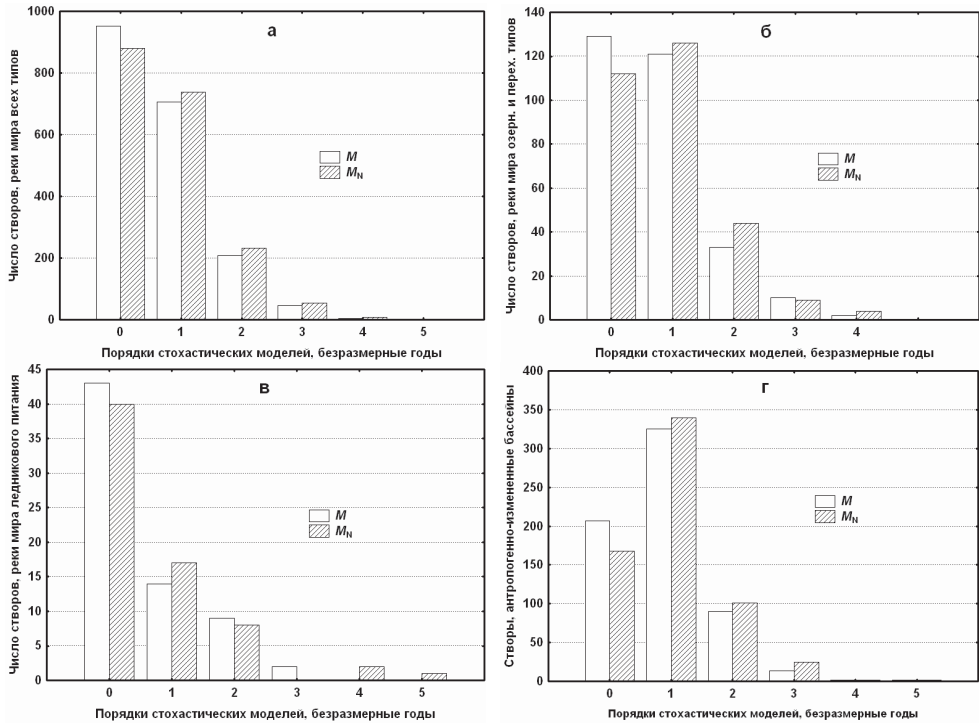 а
Число створов, реки мира всех типов
1000
800
600
400
200
0
M
MN
0 1 2 3 4 5
Порядки стохастических моделей, безразмерные годы
б
Число створов, реки мира озерн. и перех. типов
140
120
100
80
60
40
20
0
M
MN
0 1 2 3 4
Порядки стохастических моделей, безразмерные годы
в
Число створов, реки мира ледникового питания
45
40
35
30
25
20
15
10
5
0
M
MN
0 1 2 3 4 5
Порядки стохастических моделей, безразмерные годы
г
Створы, антропогенно-измененные бассейны
400
350
300
250
200
150
100
50
0
M
MN
0 1 2 3 4 5
Порядки стохастических моделей, безразмерные годы